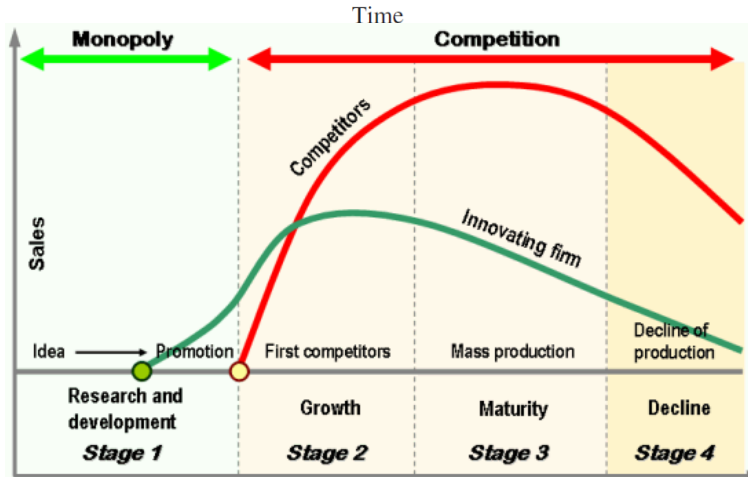 Time
Monopoly
Competition
Sales
Competitors
Innovating firm
Idea
Promotion
First competitors
Mass production
Decline of
production
Research and
development
Growth
Maturity
Decline
Stage 1
Stage 2
Stage 3
Stage 4